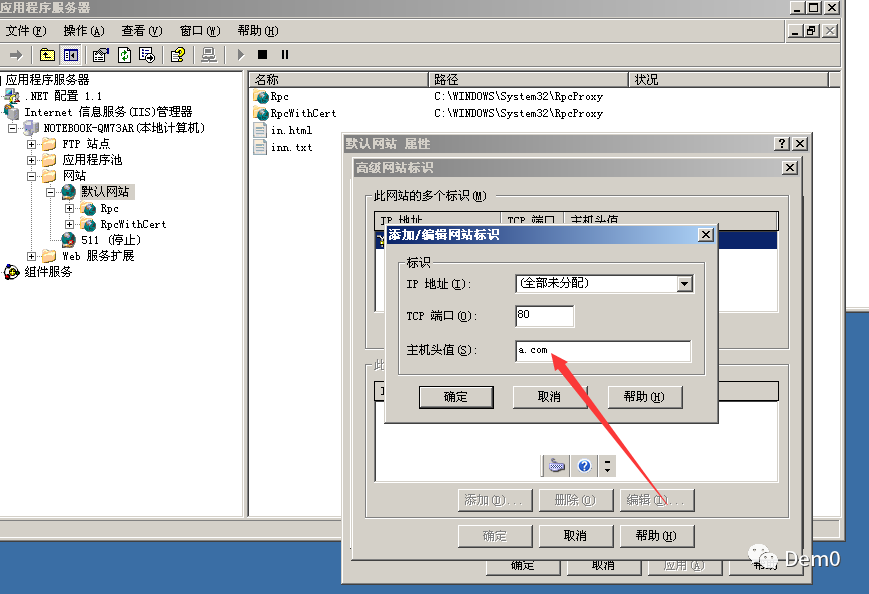 应用程序服务器
文件(F) 操作(A) 查看(V) 窗口(W) 帮助(H)
应用程序服务器
.NET 配置 1.1
Internet 信息服务(IIS)管理器
NOTEBOOK-QM73AR(本地计算机)
FTP 站点
应用程序池
网站
默认网站
Rpc
RpcWithCert
511 (停止)
Web 服务扩展
组件服务
名称 路径 状况
Rpc C:\WINDOWS\System32\RpcProxy
RpcWithCert C:\WINDOWS\System32\RpcProxy
in.html
inn.txt
默认网站 属性
高级网站标识
此网站的多个标识(M)
IP 地址 TCP 端口 主机头值
添加/编辑网站标识
标识
IP 地址(I): (全部未分配)
TCP 端口(O): 80
主机头值(S): a.com
确定 取消 帮助(H)
此
添加(D)... 删除(O) 编辑(I)...
确定 取消 帮助(H)
确定 取消 应用(A) 帮助
Dem0